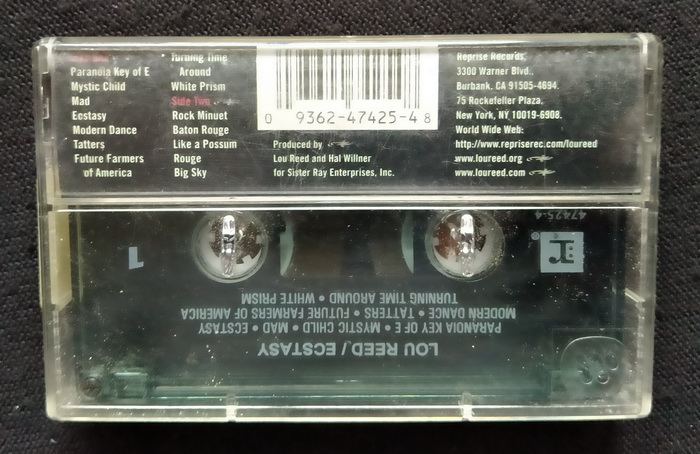 Paranoia Key of E
Mystic Child
Mad
Ecstasy
Modern Dance
Tatters
Future Farmers
of America
Turning Time
Around
White Prism
Side Two
Rock Minuet
Baton Rouge
Like a Possum
Rouge
Big Sky
0 9362-47425-4 8
Produced by
Lou Reed and Hal Willner
for Sister Ray Enterprises, Inc.
Reprise Records
3300 Warner Blvd.,
Burbank, CA 91505-4694.
75 Rockefeller Plaza,
New York, NY 10019-6908.
World Wide Web:
http://www.repriserec.com/loureed
www.loureed.org
www.loureed.com
LOU REED / ECSTASY
PARANOIA KEY OF E • MYSTIC CHILD • MAD • ECSTASY
MODERN DANCE • TATTERS • FUTURE FARMERS OF AMERICA
TURNING TIME AROUND • WHITE PRISM
1
r:
47425-4